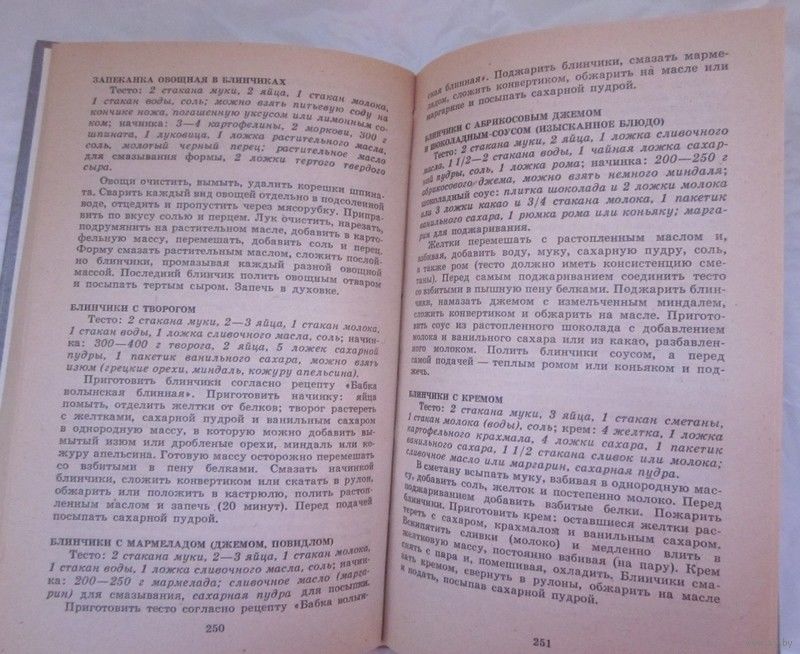 ЗАПЕКАНКА ОВОЩНАЯ В БЛИНЧИКАХ
Тесто: 2 стакана муки, 2 яйца, 1 стакан молока,
1 стакан воды, соль; можно взять питьевую соду на
кончике ножа, погашенную уксусом или лимонным со-
ком; начинка: 3—4 картофелины, 2 моркови, 300 г
шпината, 1 луковица, 1 ложка растительного масла,
соль, молотый черный перец; растительное масло
для смазывания формы, 2 ложки тертого твердого
сыра.
Овощи очистить, вымыть, удалить корешки шпина-
та. Сварить каждый вид овощей отдельно в подсоленной
воде, отцедить и пропустить через мясорубку. Припра-
вить по вкусу солью и перцем. Лук очистить, нарезать,
подрумянить на растительном масле, добавить в карто-
фельную массу, перемешать, добавить соль и перец.
Форму смазать растительным маслом, сложить послой-
но блинчики, промазывая каждый разной овощной
массой. Последний блинчик полить овощным отваром
и посыпать тертым сыром. Запечь в духовке.
БЛИНЧИКИ С ТВОРОГОМ
Тесто: 2 стакана муки, 2—3 яйца, 1 стакан молока,
1 стакан воды, 1 ложка сливочного масла, соль; начин-
ка: 300—400 г творога, 2 яйца, 5 ложек сахарной
пудры, 1 пакетик ванильного сахара, можно взять
изюм (грецкие орехи, миндаль, кожуру апельсина).
Приготовить блинчики согласно рецепту «Бабка
волынская блинная». Приготовить начинку: яйца
помыть, отделить желтки от белков; творог растереть
с желтками, сахарной пудрой и ванильным сахаром
в однородную массу, в которую можно добавить вы-
мытый изюм или дробленые орехи, миндаль или ко-
журу апельсина. Готовую массу осторожно перемешать
со взбитыми в пену белками. Смазать начинкой
блинчики, сложить конвертиком или скатать в рулон,
обжарить или положить в кастрюлю, полить растоп-
ленным маслом и запечь (20 минут). Перед подачей
посыпать сахарной пудрой.
БЛИНЧИКИ С МАРМЕЛАДОМ (ДЖЕМОМ, ПОВИДЛОМ)
Тесто: 2 стакана муки, 2—3 яйца, 1 стакан молока,
1 стакан воды, 1 ложка сливочного масла, соль; начин-
ка: 200—250 г мармелада; сливочное масло (марга-
рин) для смазывания, сахарная пудра для посыпки.
Приготовить тесто согласно рецепту «Бабка волын-
250
ская блинная». Поджарить блинчики, смазать марме-
ладом, сложить конвертиком, обжарить на масле или
маргарине и посыпать сахарной пудрой.
БЛИНЧИКИ С АБРИКОСОВЫМ ДЖЕМОМ
И ШОКОЛАДНЫМ СОУСОМ (ИЗЫСКАННОЕ БЛЮДО)
Тесто: 2 стакана муки, 2 яйца, 1 ложка сливочного
масла, 1 1/2—2 стакана воды, 1 чайная ложка сахар-
ной пудры, соль, 1 ложка рома; начинка: 200—250 г
абрикосового джема, можно взять немного миндаля;
шоколадный соус: плитка шоколада и 2 ложки молока
или 3 ложки какао и 3/4 стакана молока, 1 пакетик
ванильного сахара, 1 рюмка рома или коньяку; марга-
рин для поджаривания.
Желтки перемешать с растопленным маслом и,
взбивая, добавить воду, муку, сахарную пудру, соль,
а также ром (тесто должно иметь консистенцию сме-
таны). Перед самым поджариванием соединить тесто
со взбитыми в пышную пену белками. Поджарить блин-
чики, намазать джемом с измельченным миндалем,
сложить конвертиком и обжарить на масле. Пригото-
вить соус из растопленного шоколада с добавлением
молока и ванильного сахара или из какао, разбавлен-
ного молоком. Полить блинчики соусом, а перед
самой подачей — теплым ромом или коньяком и под-
жечь.
БЛИНЧИКИ С КРЕМОМ
Тесто: 2 стакана муки, 3 яйца, 1 стакан сметаны,
1 стакан молока (воды), соль; крем: 4 желтка, 1 ложка
картофельного крахмала, 4 ложки сахара, 1 пакетик
ванильного сахара, 1 1/2 стакана сливок или молока;
сливочное масло или маргарин, сахарная пудра.
В сметану всыпать муку, взбивая в однородную мас-
су, добавить соль, желток и постепенно молоко. Перед
поджариванием добавить взбитые белки. Пожарить
блинчики. Приготовить крем: оставшиеся желтки рас-
тереть с сахаром, крахмалом и ванильным сахаром.
Вскипятить сливки (молоко) и медленно влить в
желтковую массу, постоянно взбивая (на пару). Крем
снять с пара и, помешивая, охладить. Блинчики сма-
зать кремом, свернуть в рулоны, обжарить на масле
и подать, посыпав сахарной пудрой.
251